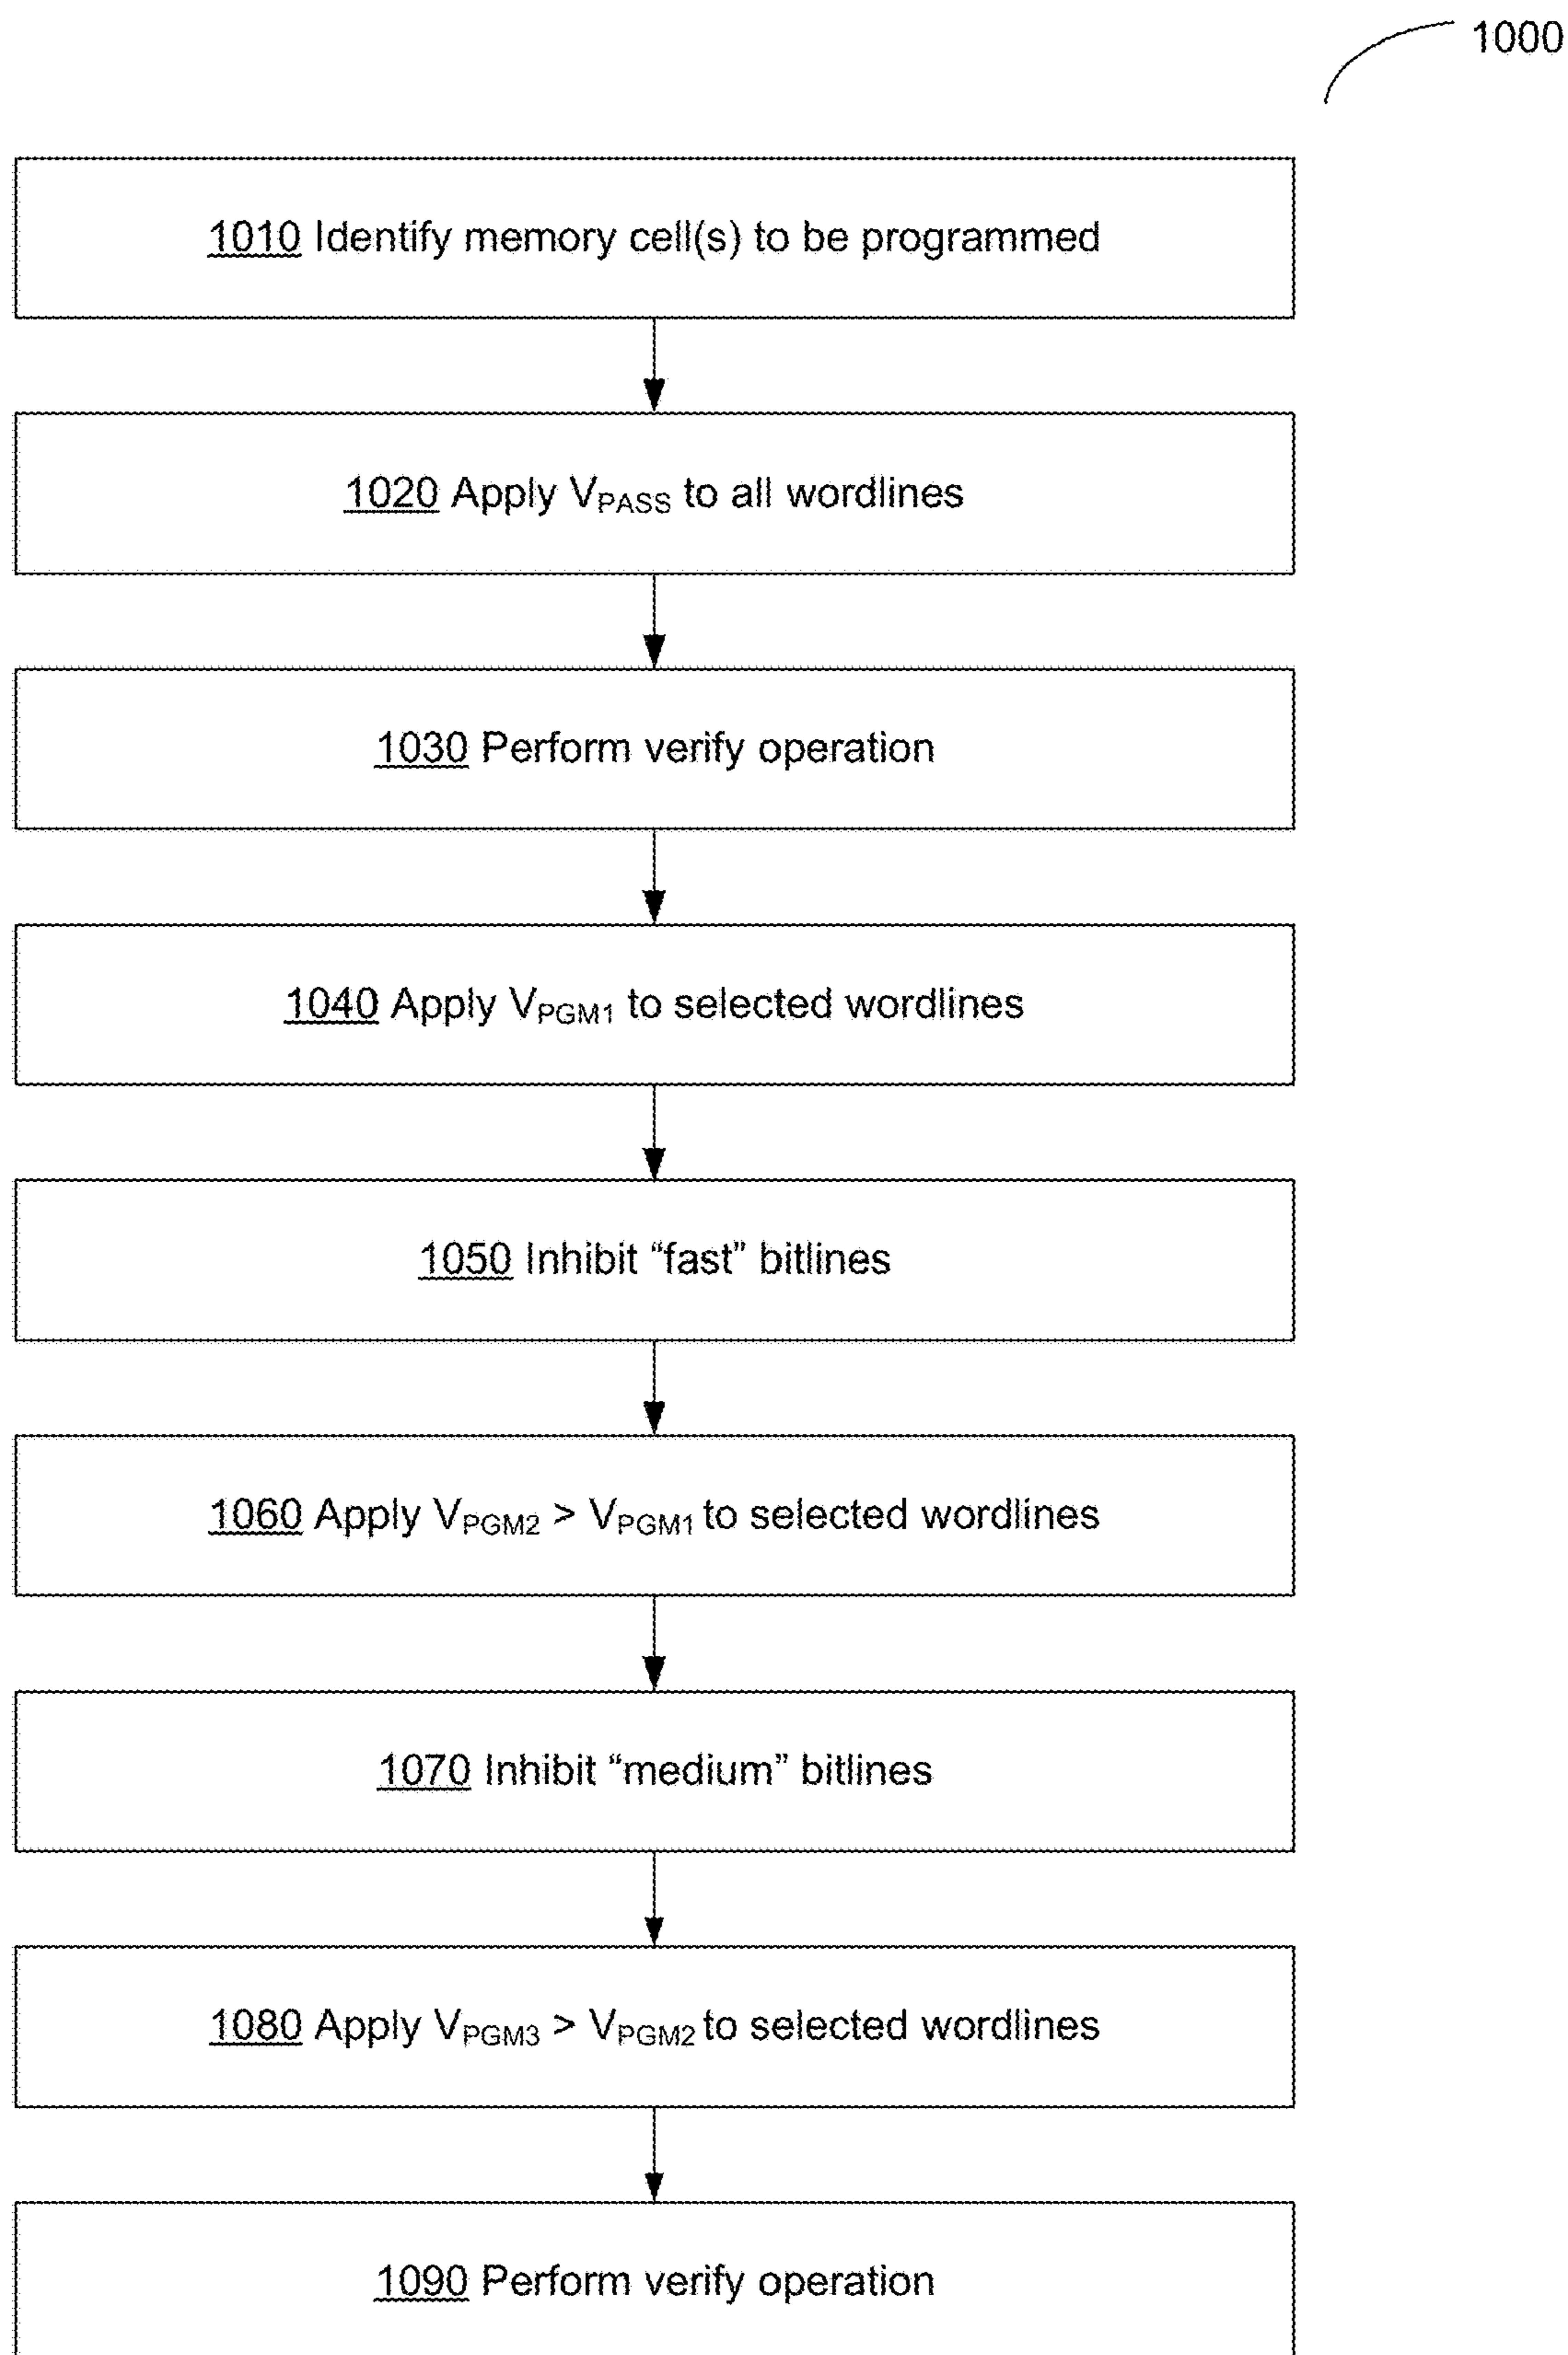 1000
1010 Identify memory cell(s) to be programmed
1020 Apply VPASS to all wordlines
1030 Perform verify operation
1040 Apply VPGM1 to selected wordlines
1050 Inhibit “fast” bitlines
1060 Apply VPGM2 > VPGM1 to selected wordlines
1070 Inhibit “medium” bitlines
1080 Apply VPGM3 > VPGM2 to selected wordlines
1090 Perform verify operation